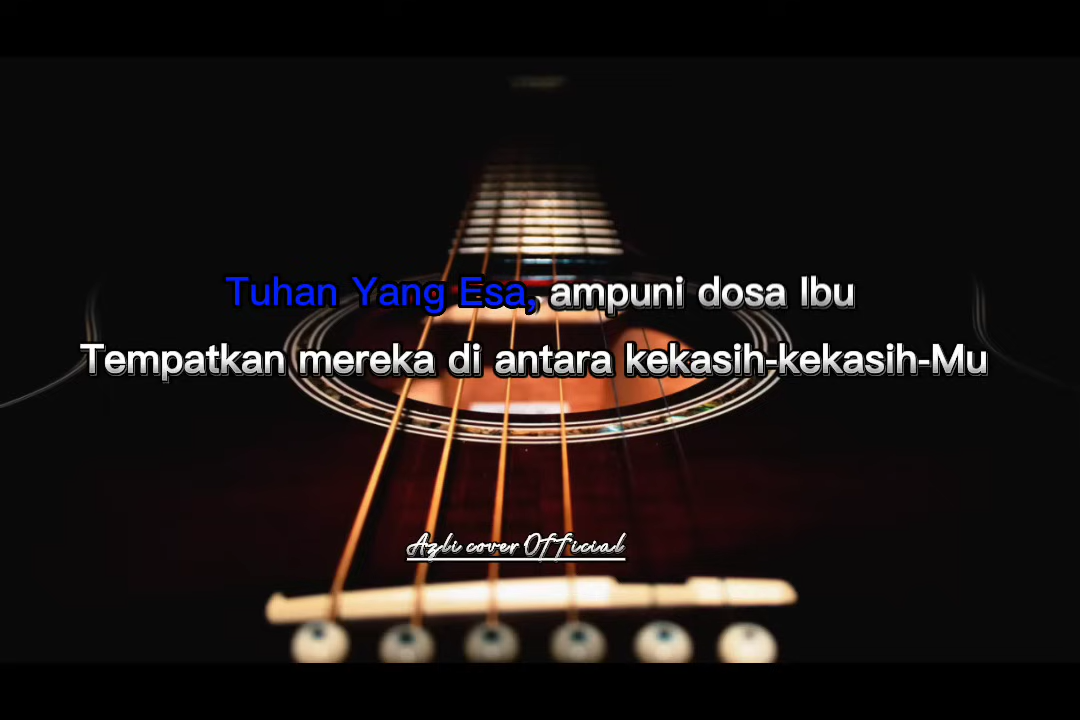 Tuhan Yang Esa, ampuni dosa Ibu
Tempatkan mereka di antara kekasih-kekasih-Mu
Azli cover Official